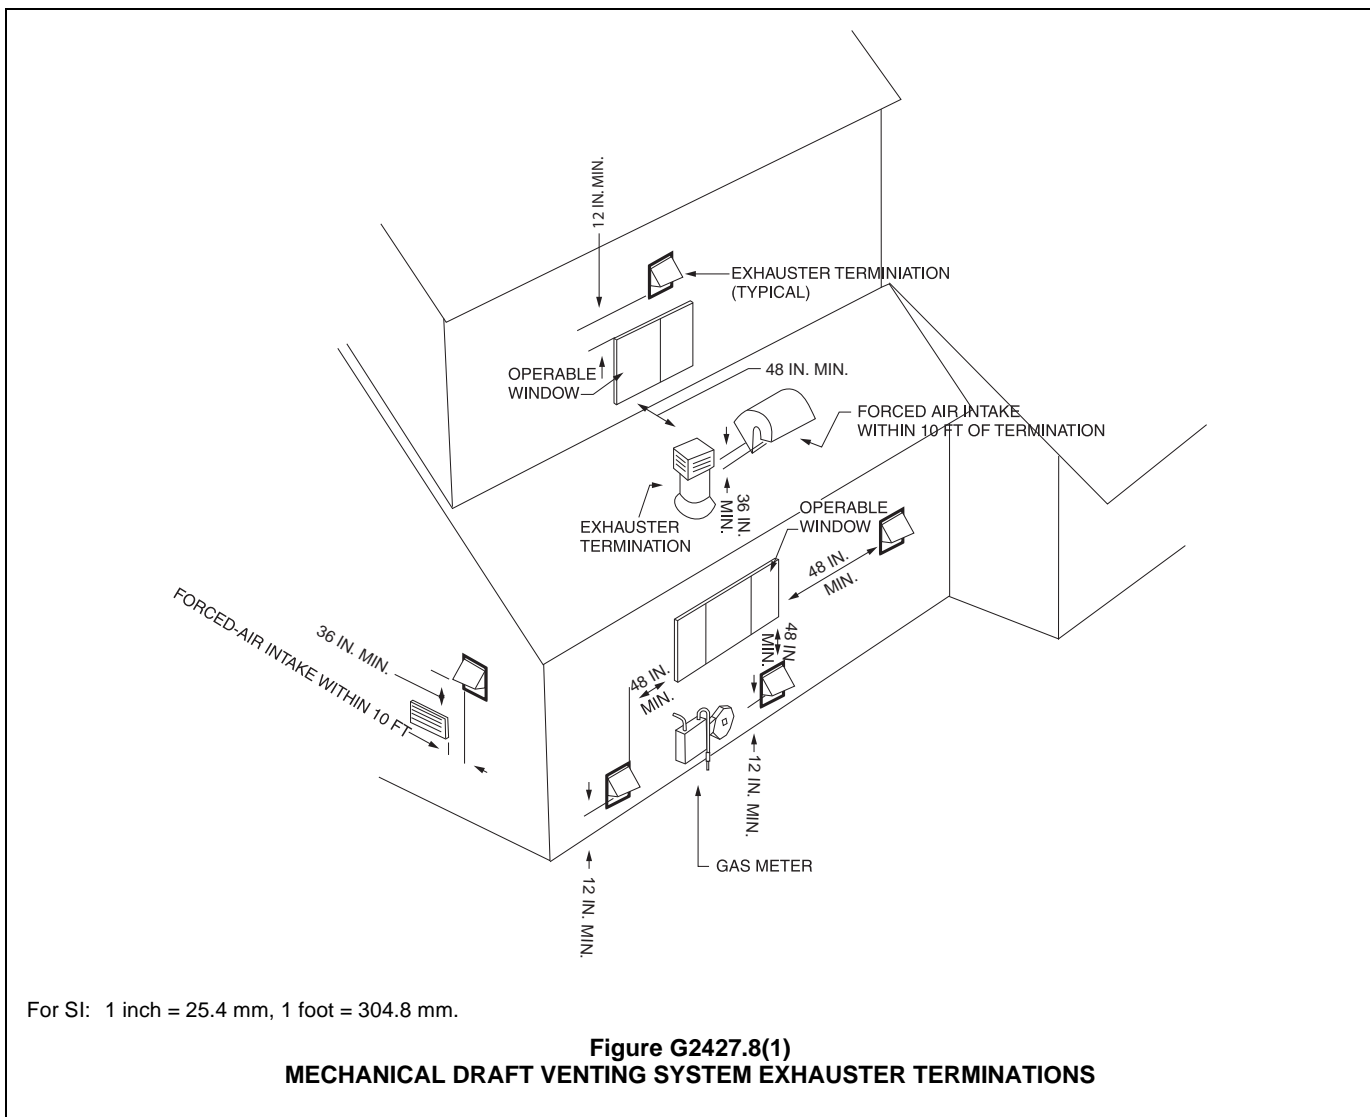 12 IN. MIN.
EXHAUSTER TERMINIATION
(TYPICAL)
OPERABLE
WINDOW
48 IN. MIN.
FORCED AIR INTAKE
WITHIN 10 FT OF TERMINATION
36 IN.
MIN.
EXHAUSTER
TERMINATION
OPERABLE
WINDOW
48 IN.
MIN.
FORCED-AIR INTAKE WITHIN 10 FT
36 IN. MIN.
48 IN.
MIN.
48 IN.
MIN.
12 IN. MIN.
GAS METER
12 IN. MIN.
For SI: 1 inch = 25.4 mm, 1 foot = 304.8 mm.
Figure G2427.8(1)
MECHANICAL DRAFT VENTING SYSTEM EXHAUSTER TERMINATIONS